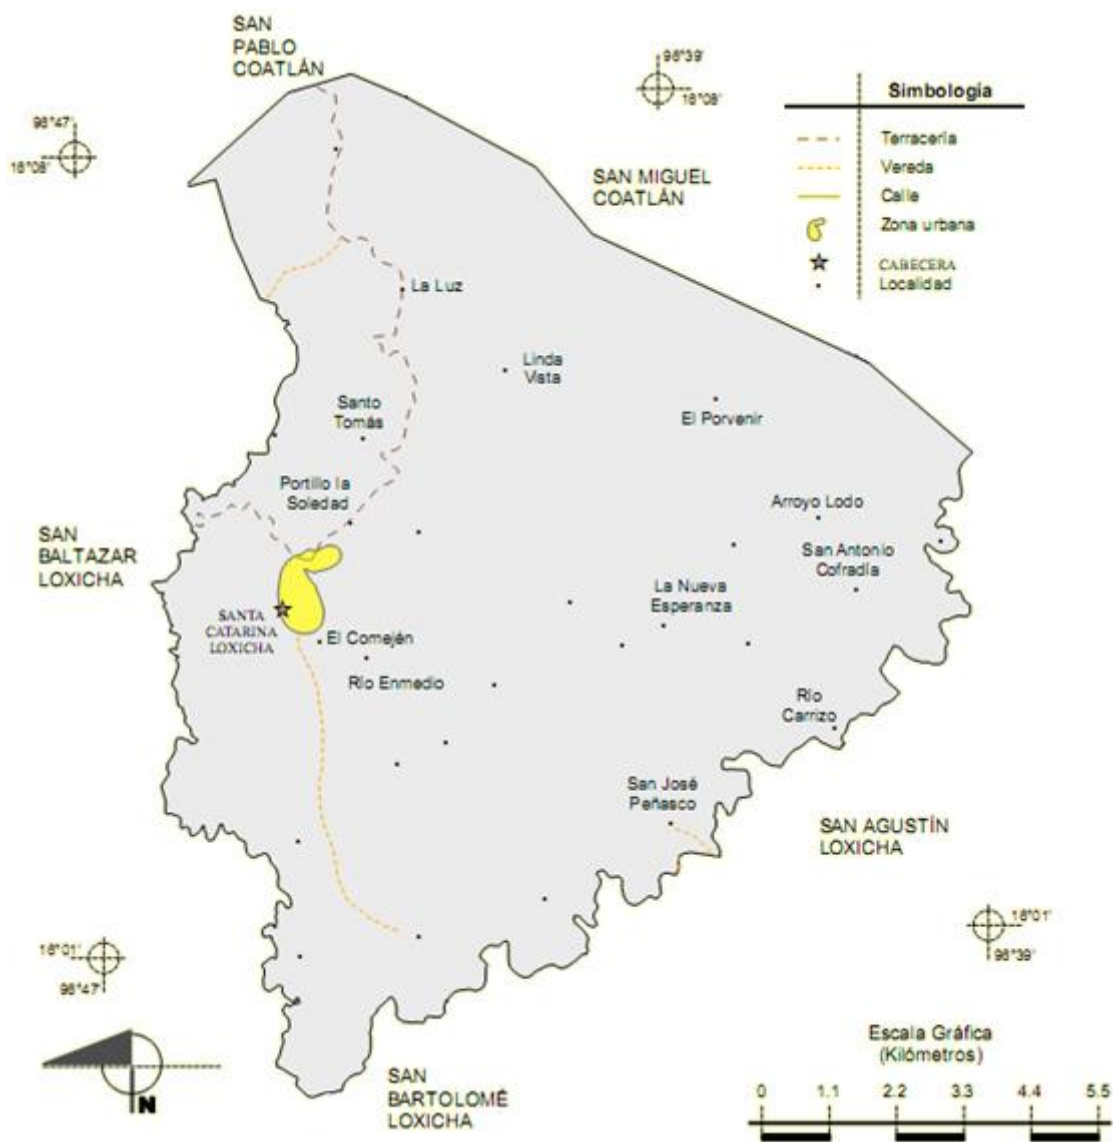 SAN
PABLO
COATLÁN
96°39'
16°08'
Simbología
Terracería
Vereda
Calle
Zona urbana
CABECERA
Localidad
96°47'
16°08'
SAN MIGUEL
COATLÁN
La Luz
Linda
Vista
El Porvenir
Santo
Tomás
Portillo la
Soledad
Arroyo Lodo
SAN
BALTAZAR
LOXICHA
San Antonio
Cofradía
La Nueva
Esperanza
SANTA
CATARINA
LOXICHA
El Comején
Río Enmedio
Río
Carrizo
San José
Peñasco
SAN AGUSTÍN
LOXICHA
16°01'
96°39'
16°01'
96°47'
N
SAN
BARTOLOMÉ
LOXICHA
Escala Gráfica
(Kilómetros)
0 1.1 2.2 3.3 4.4 5.5